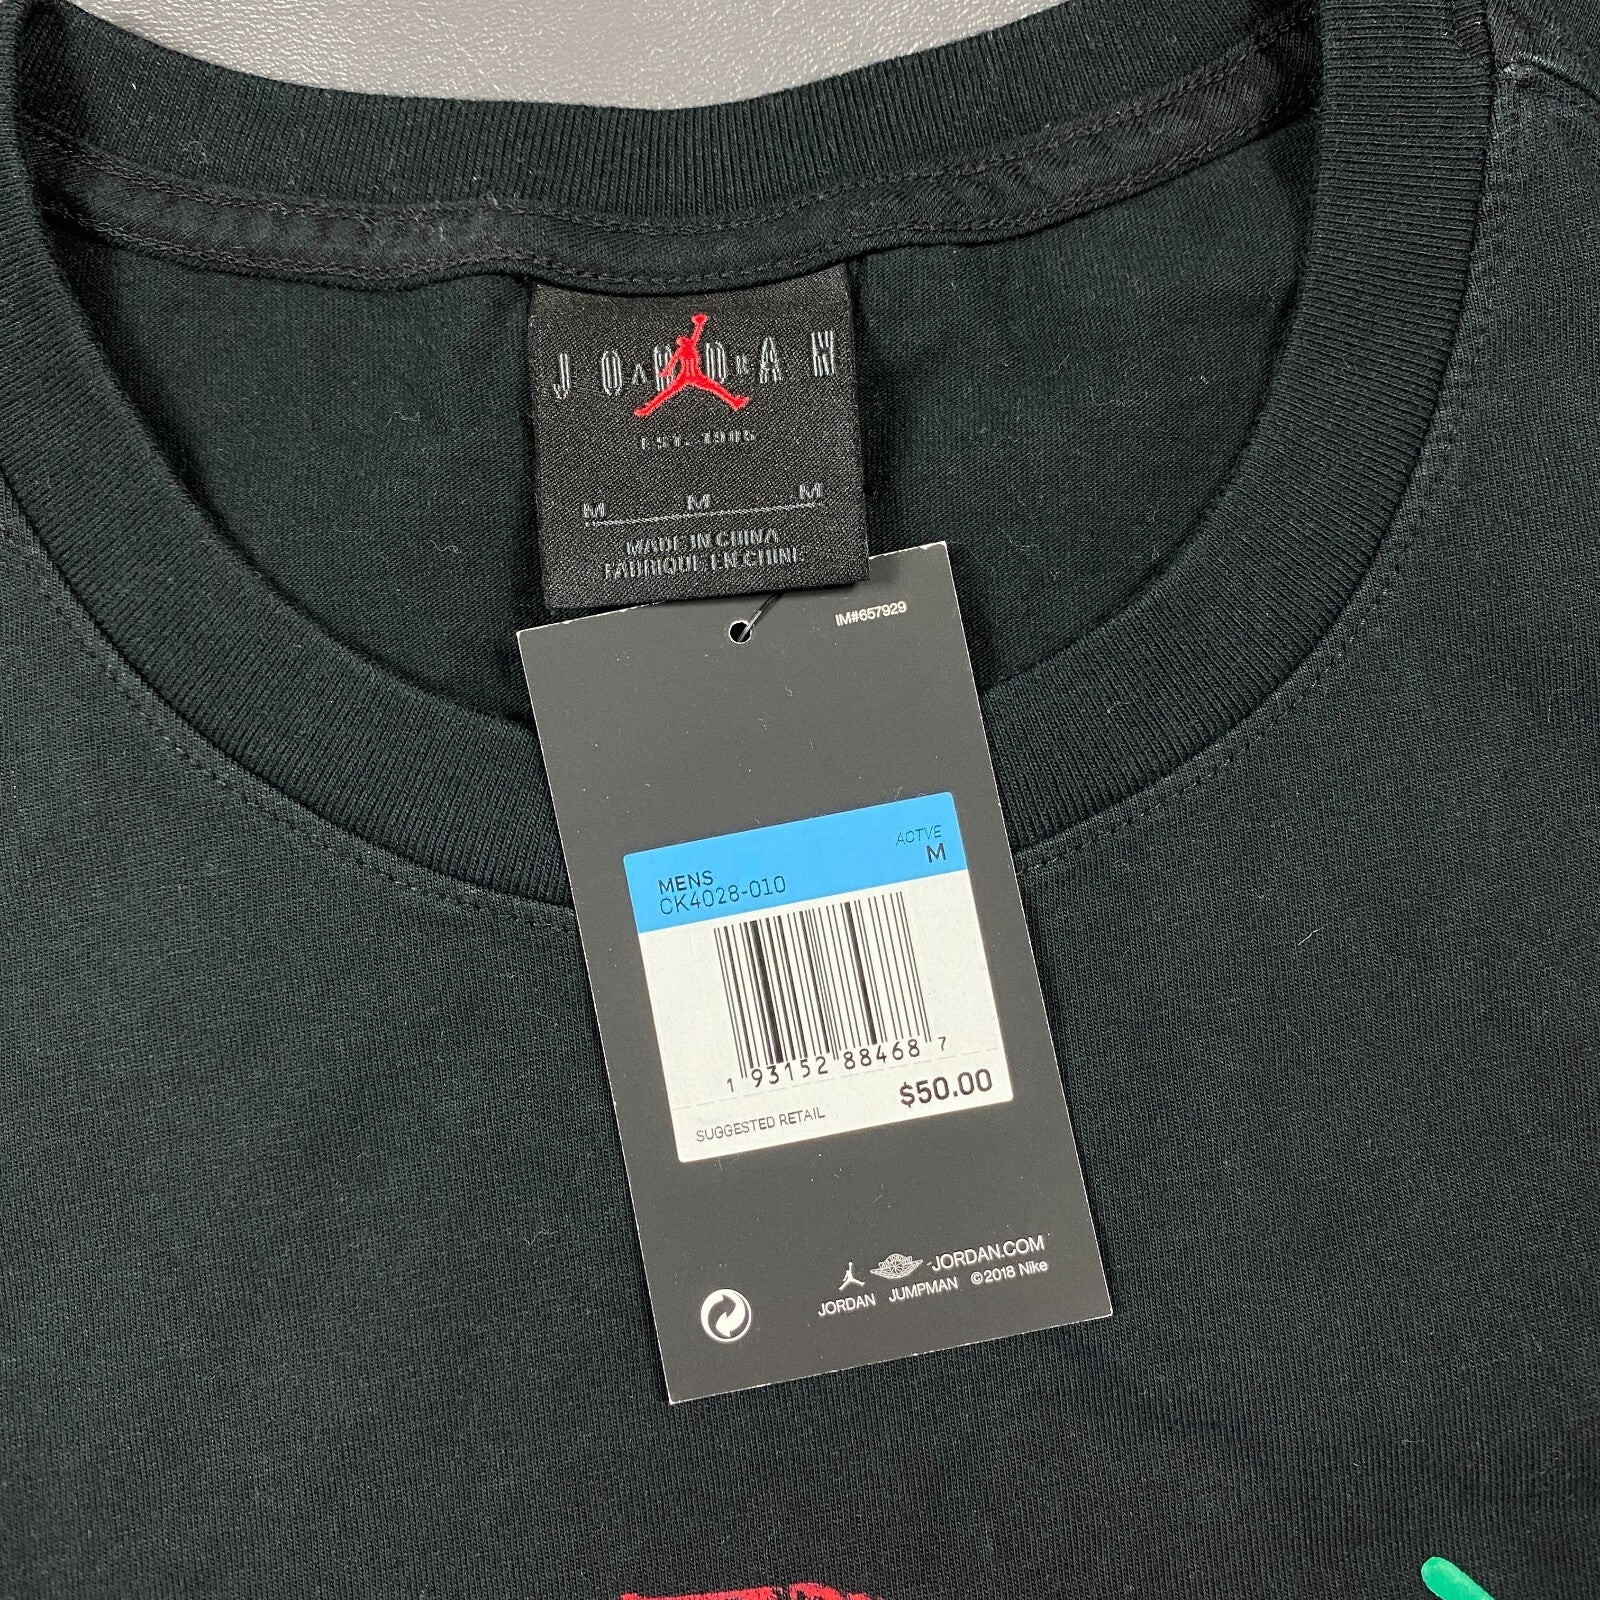 JORDAN
EST. 1985
M M M
MADE IN CHINA
FABRIQUE EN CHINE
IM#657929
ACTVE
MENS M
CK4028-010
1 93152 88468 7
$50.00
SUGGESTED RETAIL
JORDAN.COM
JORDAN JUMPMAN ©2018 Nike